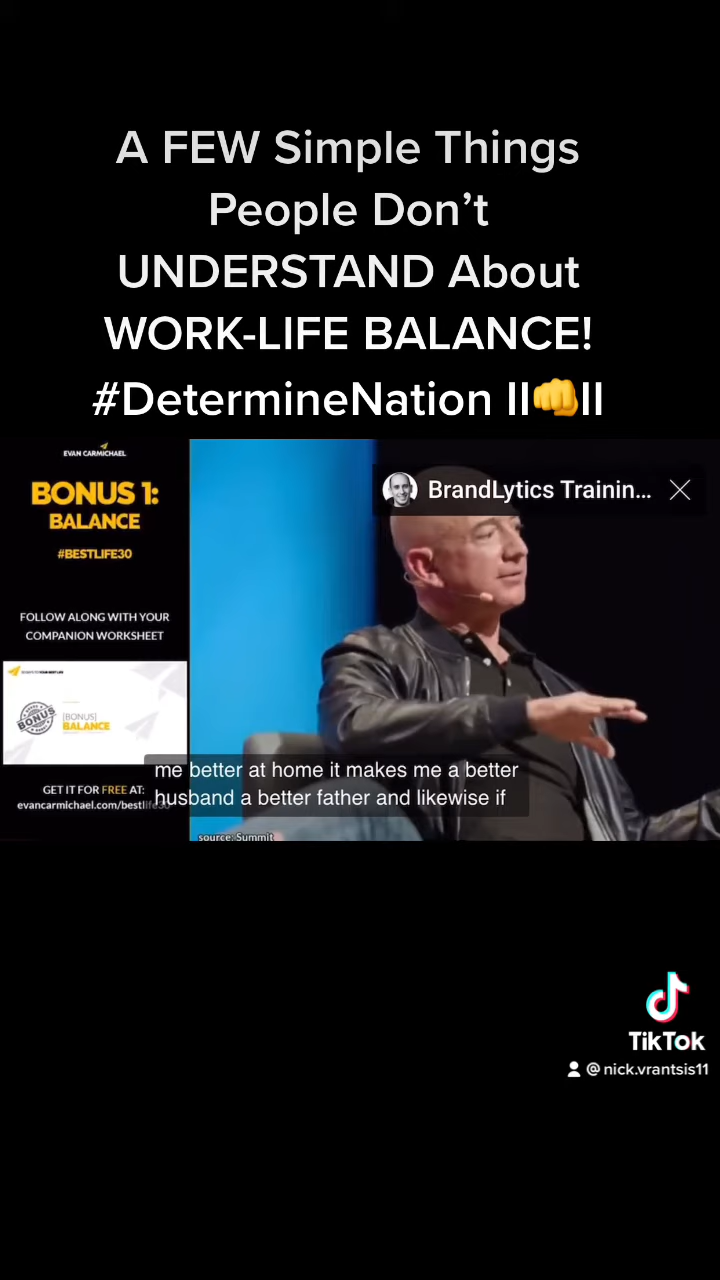 A FEW Simple Things
People Don’t
UNDERSTAND About
WORK-LIFE BALANCE!
#DetermineNation II👊II
EVAN CARMICHAEL
BONUS 1:
BALANCE
#BESTLIFE30
FOLLOW ALONG WITH YOUR
COMPANION WORKSHEET
BONUS
[BONUS]
BALANCE
GET IT FOR FREE AT:
evancarmichael.com/bestlife30
BrandLytics Trainin...
me better at home it makes me a better
husband a better father and likewise if
source: Summit
TikTok
@nick.vrantsis11